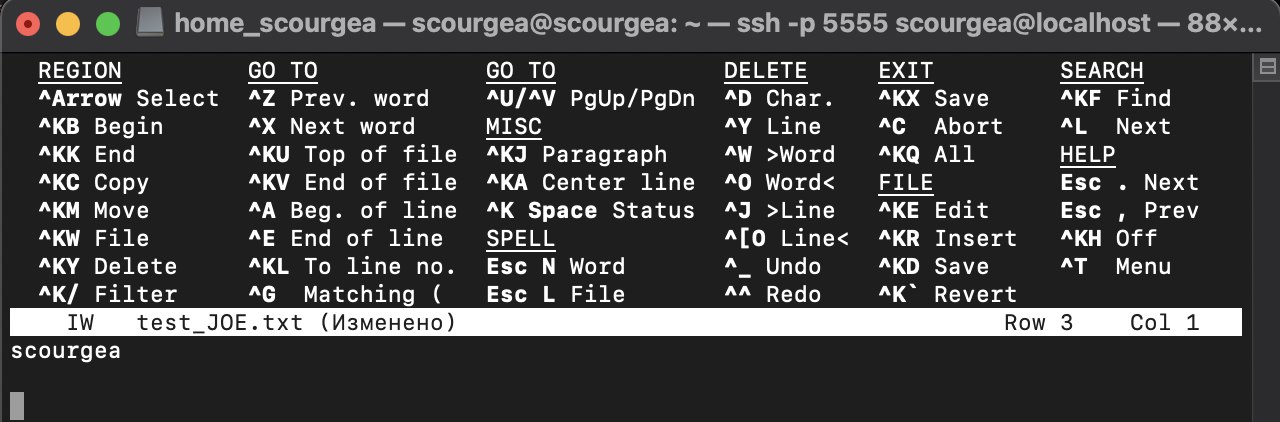 home_scourgea — scourgea@scourgea: ~ — ssh -p 5555 scourgea@localhost — 88×...
REGION GO TO GO TO DELETE EXIT SEARCH
^Arrow Select ^Z Prev. word ^U/^V PgUp/PgDn ^D Char. ^KX Save ^KF Find
^KB Begin ^X Next word MISC ^Y Line ^C Abort ^L Next
^KK End ^KU Top of file ^KJ Paragraph ^W >Word ^KQ All HELP
^KC Copy ^KV End of file ^KA Center line ^O Word< FILE Esc . Next
^KM Move ^A Beg. of line ^K Space Status ^J >Line ^KE Edit Esc , Prev
^KW File ^E End of line SPELL ^[O Line< ^KR Insert ^KH Off
^KY Delete ^KL To line no. Esc N Word ^_ Undo ^KD Save ^T Menu
^K/ Filter ^G Matching ( Esc L File ^^ Redo ^K` Revert
IW test_JOE.txt (Изменено) Row 3 Col 1
scourgea